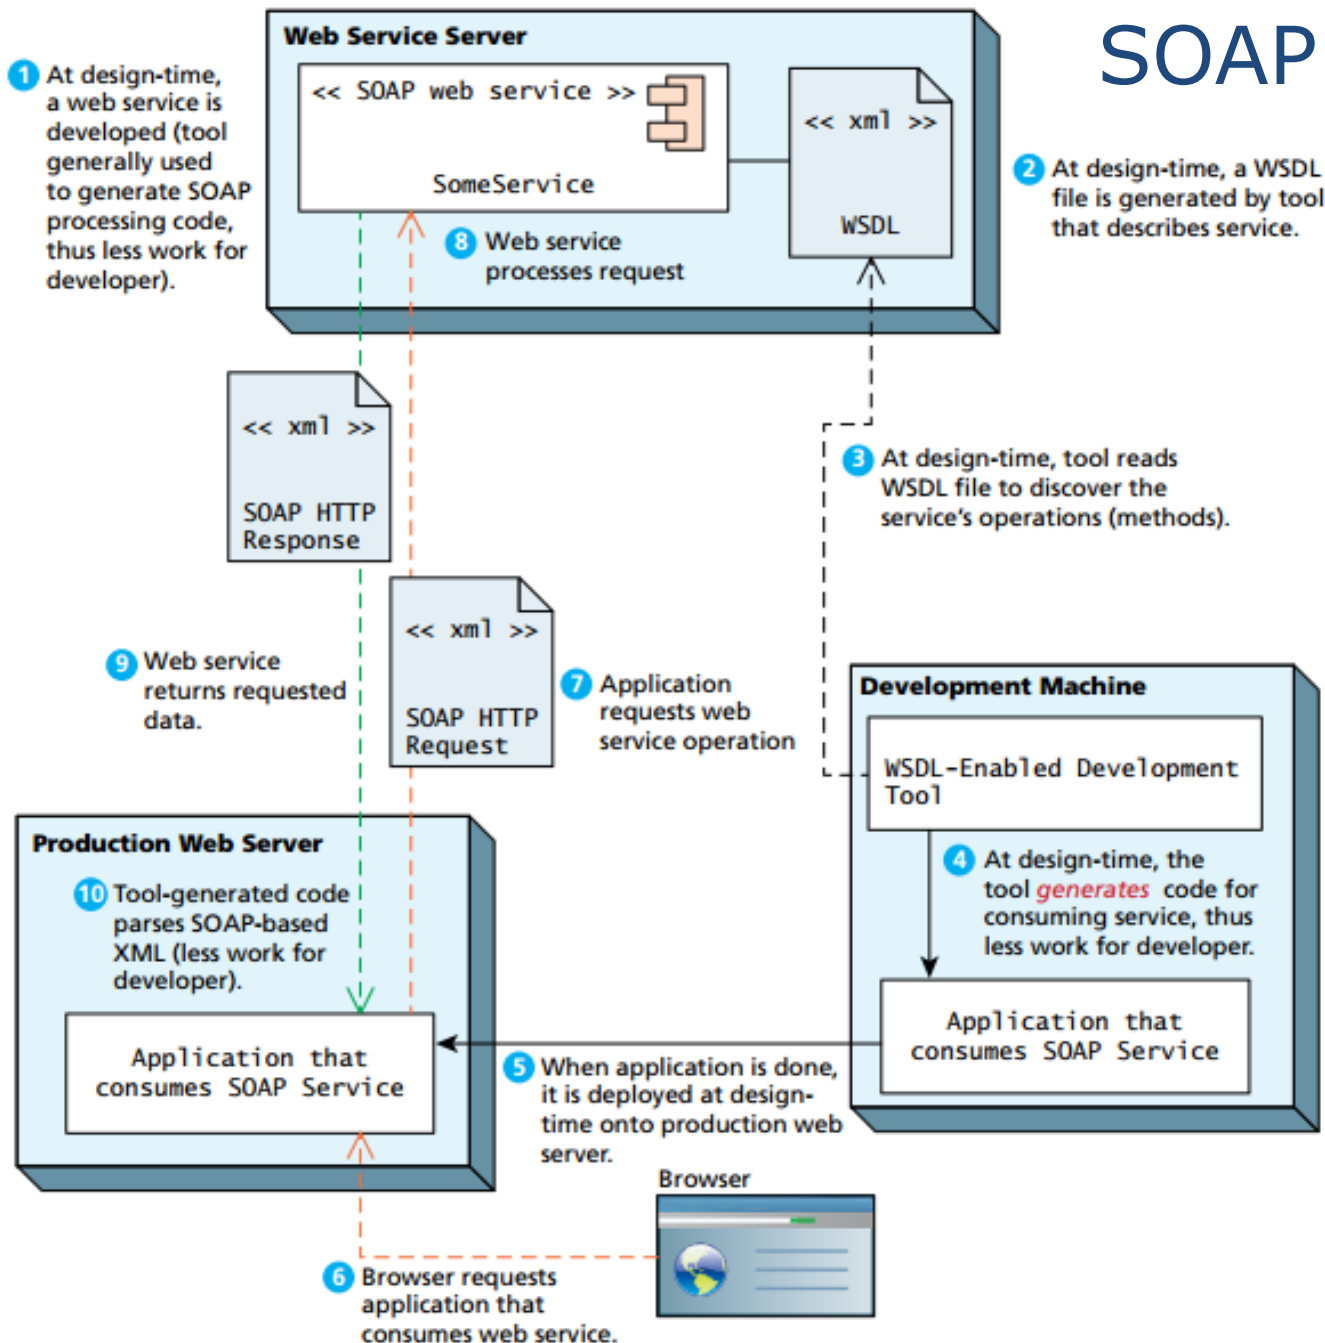 SOAP
Web Service Server
<< SOAP web service >>
SomeService
<< xml >>
WSDL
1 At design-time,
a web service is
developed (tool
generally used
to generate SOAP
processing code,
thus less work for
developer).
2 At design-time, a WSDL
file is generated by tool
that describes service.
8 Web service
processes request
<< xml >>
SOAP HTTP
Response
3 At design-time, tool reads
WSDL file to discover the
service's operations (methods).
<< xml >>
SOAP HTTP
Request
9 Web service
returns requested
data.
7 Application
requests web
service operation
Development Machine
WSDL-Enabled Development
Tool
4 At design-time, the
tool generates code for
consuming service, thus
less work for developer.
Application that
consumes SOAP Service
Production Web Server
10 Tool-generated code
parses SOAP-based
XML (less work for
developer).
Application that
consumes SOAP Service
5 When application is done,
it is deployed at design-
time onto production web
server.
Browser
6 Browser requests
application that
consumes web service.